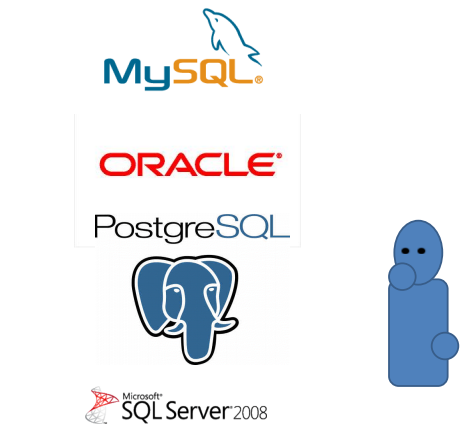 MySQL®
ORACLE®
PostgreSQL
Microsoft®
SQL Server®2008